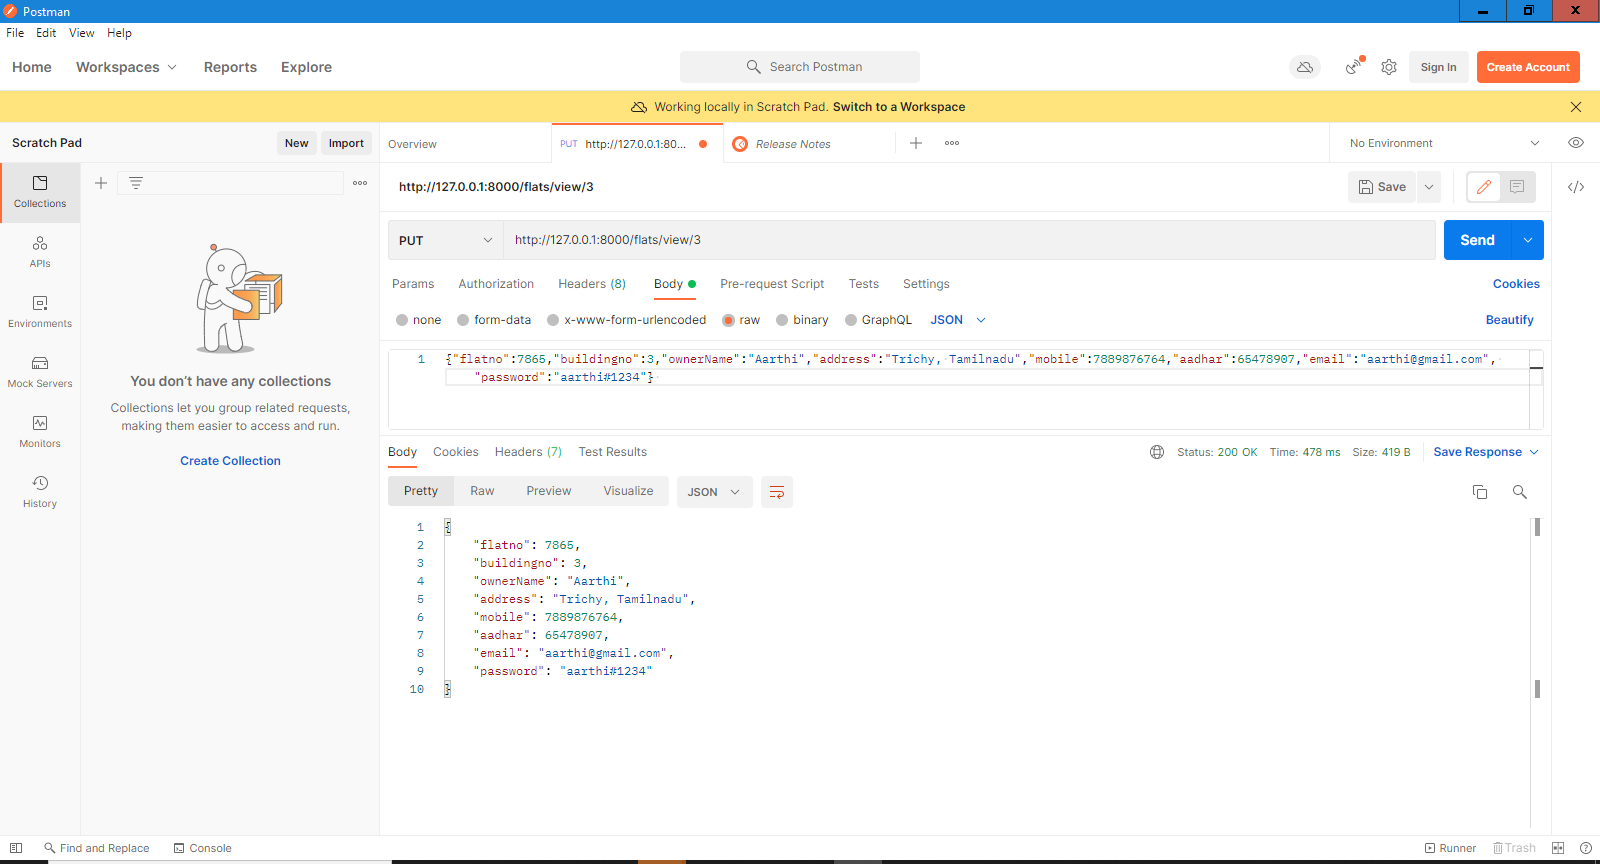 Postman
File Edit View Help
Home Workspaces Reports Explore Search Postman Sign In Create Account
Working locally in Scratch Pad. Switch to a Workspace
Scratch Pad New Import Overview PUT http://127.0.0.1:80... Release Notes No Environment
http://127.0.0.1:8000/flats/view/3 Save
PUT http://127.0.0.1:8000/flats/view/3 Send
Params Authorization Headers (8) Body Pre-request Script Tests Settings Cookies
none form-data x-www-form-urlencoded raw binary GraphQL JSON Beautify
1 {"flatno":7865,"buildingno":3,"ownerName":"Aarthi","address":"Trichy, Tamilnadu","mobile":7889876764,"aadhar":65478907,"email":"aarthi@gmail.com",
"password":"aarthi#1234"}
Collections
APIs
Environments
Mock Servers
Monitors
History
You don't have any collections
Collections let you group related requests,
making them easier to access and run.
Create Collection
Body Cookies Headers (7) Test Results Status: 200 OK Time: 478 ms Size: 419 B Save Response
Pretty Raw Preview Visualize JSON
1 {
2 "flatno": 7865,
3 "buildingno": 3,
4 "ownerName": "Aarthi",
5 "address": "Trichy, Tamilnadu",
6 "mobile": 7889876764,
7 "aadhar": 65478907,
8 "email": "aarthi@gmail.com",
9 "password": "aarthi#1234"
10 }
Find and Replace Console Runner Trash